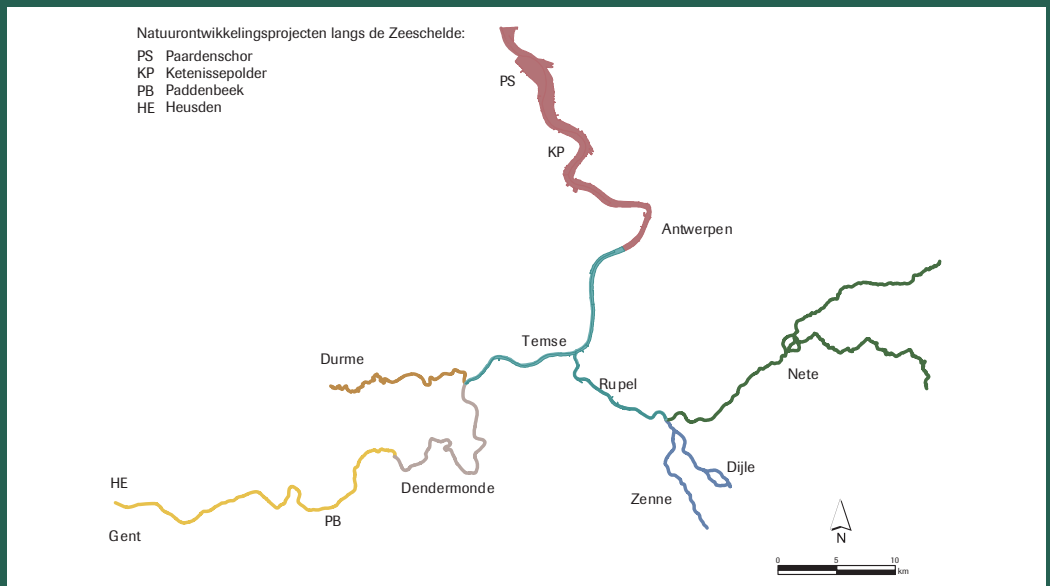 Natuurontwikkelingsprojecten langs de Zeeschelde:
PS Paardenschor
KP Ketenissepolder
PB Paddenbeek
HE Heusden
PS
KP
Antwerpen
Temse
Durme
Rupel
Nete
Dijle
Dendermonde
Zenne
HE
PB
Gent
N
0 5 10
km